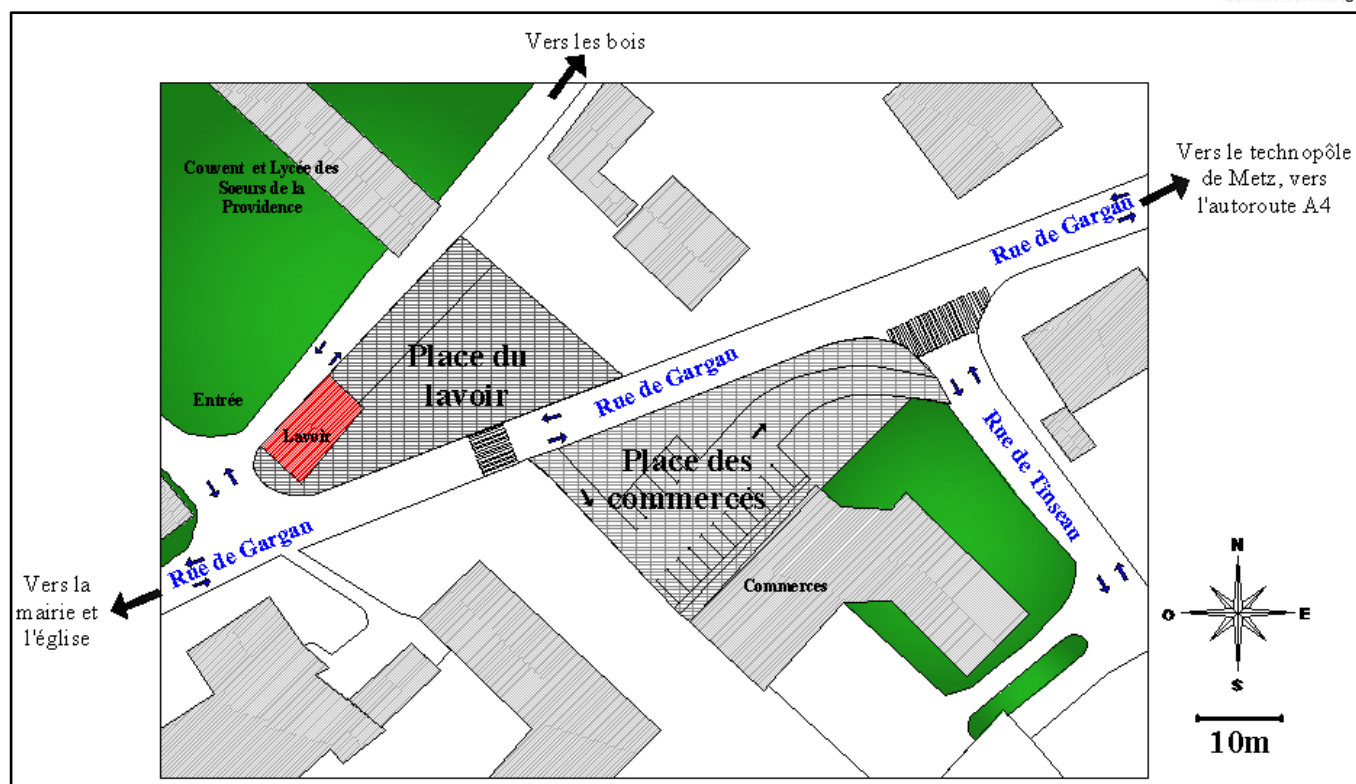 Vers les bois
Couvent et Lycée des
Soeurs de la
Providence
Vers le technopôle
de Metz, vers
l'autoroute A4
Rue de Gargan
Place du
lavoir
Rue de Gargan
Entrée
Lavoir
Place des
commerces
Rue de Tinseau
Rue de Gargan
Commerces
Vers la
mairie et
l'église
N
O
E
S
10m